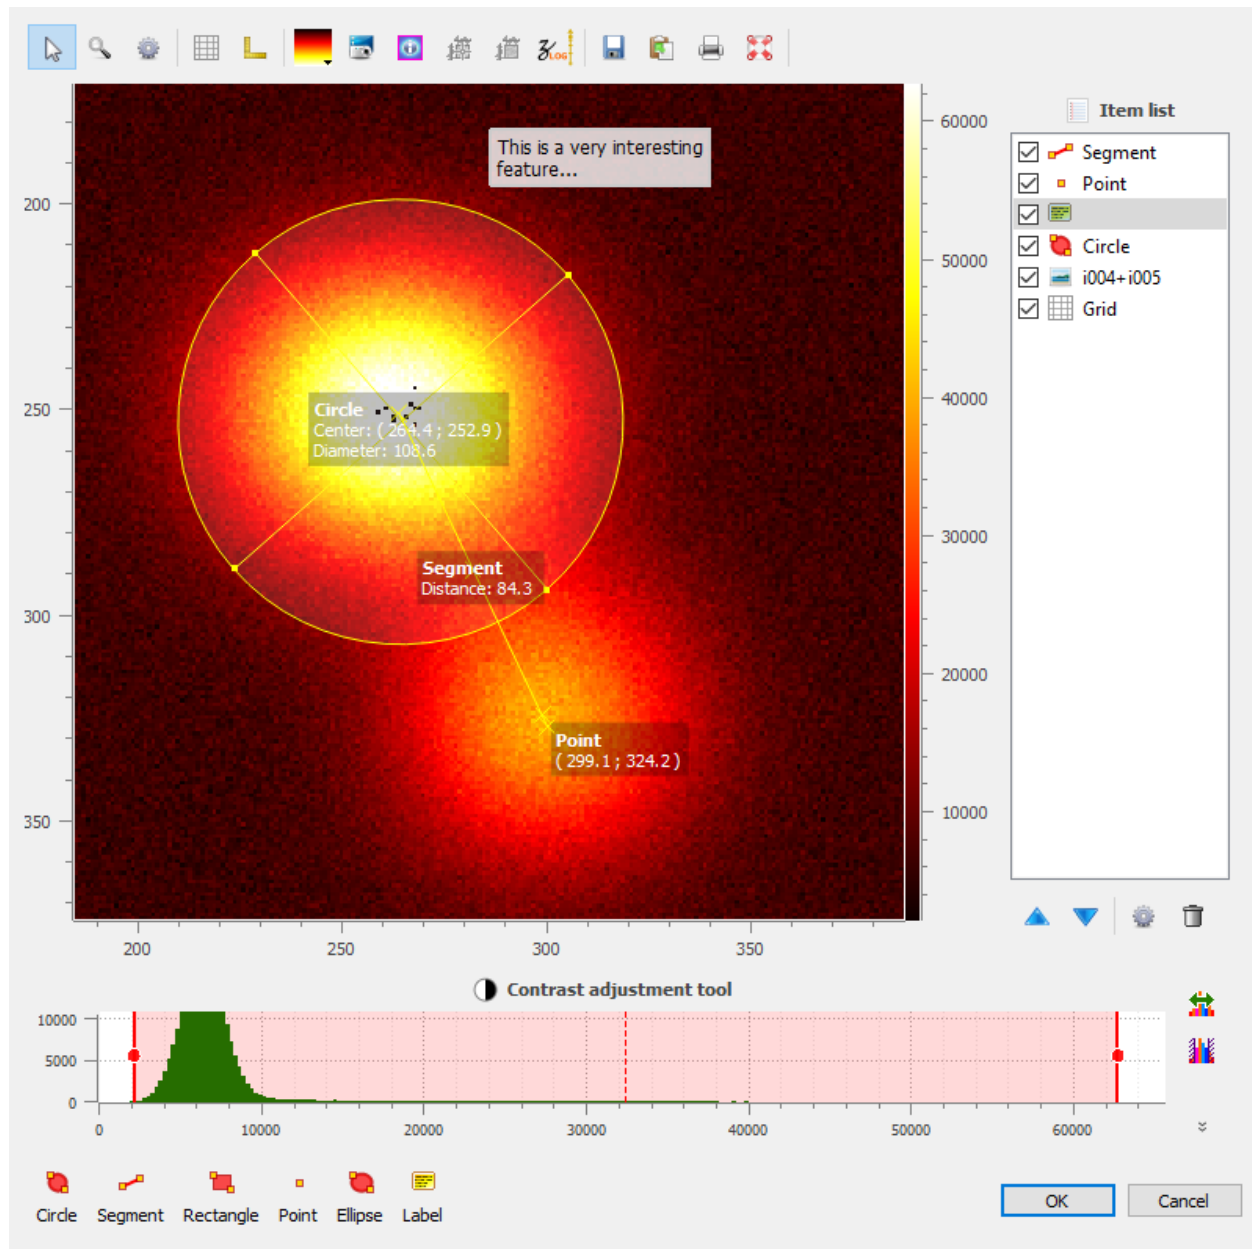 LOG
Item list
Segment
Point
Circle
i004+i005
Grid
This is a very interesting
feature...
Circle
Center: ( 264.4 ; 252.9 )
Diameter: 108.6
Segment
Distance: 84.3
Point
( 299.1 ; 324.2 )
200
250
300
350
200
250
300
350
60000
50000
40000
30000
20000
10000
Contrast adjustment tool
10000
5000
0
0
10000
20000
30000
40000
50000
60000
Circle
Segment
Rectangle
Point
Ellipse
Label
OK
Cancel